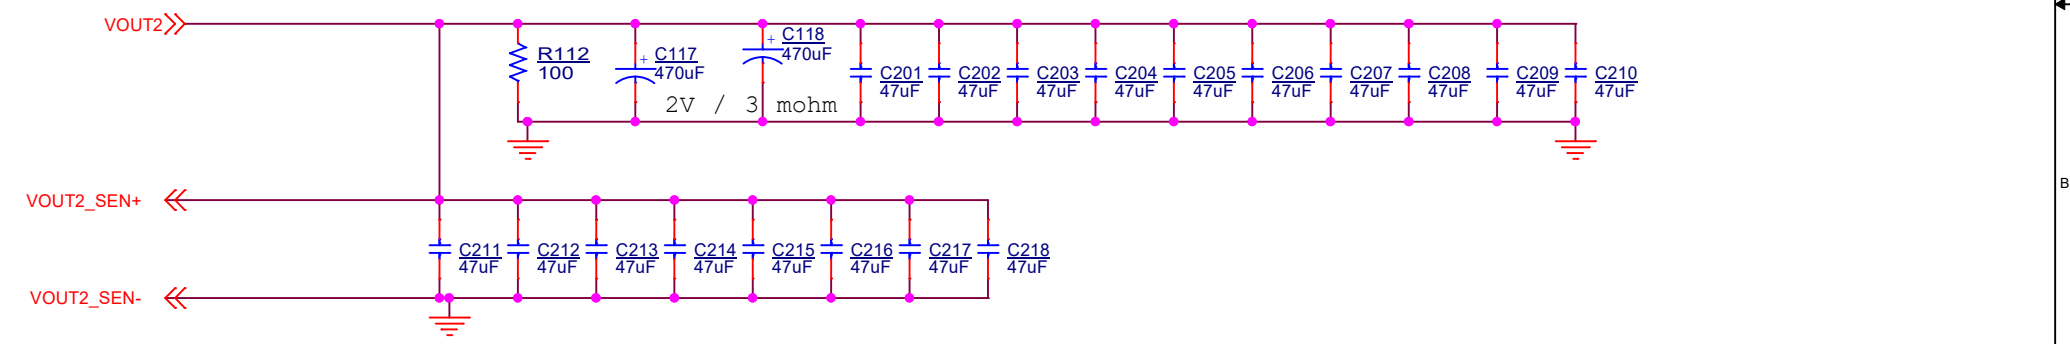 VOUT2
R112
100
+ C117
470uF
+ C118
470uF
2V / 3 mohm
C201
47uF
C202
47uF
C203
47uF
C204
47uF
C205
47uF
C206
47uF
C207
47uF
C208
47uF
C209
47uF
C210
47uF
B
VOUT2_SEN+
C211
47uF
C212
47uF
C213
47uF
C214
47uF
C215
47uF
C216
47uF
C217
47uF
C218
47uF
VOUT2_SEN-